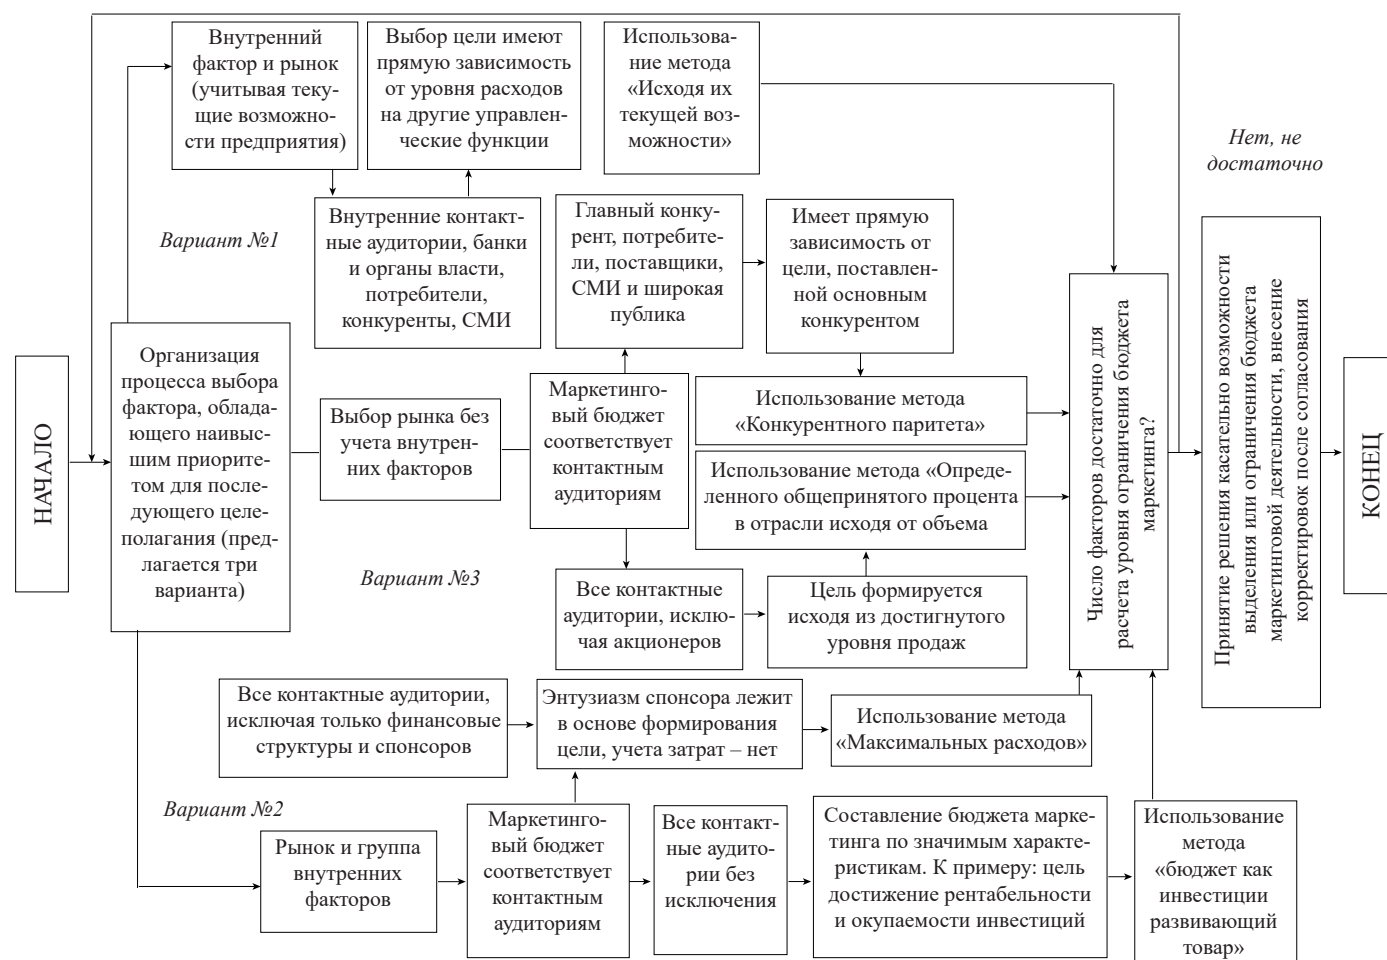 Внутренний
фактор и рынок
(учитывая теку-
щие возможно-
сти предприятия)
Выбор цели имеют
прямую зависимость
от уровня расходов
на другие управлен-
ческие функции
Использова-
ние метода
«Исходя их
текущей воз-
можности»
Нет, не
достаточно
Вариант №1
Внутренние контакт-
ные аудитории, банки
и органы власти,
потребители,
конкуренты, СМИ
Главный конку-
рент, потребите-
ли, поставщики,
СМИ и широкая
публика
Имеет прямую
зависимость от
цели, поставлен-
ной основным
конкурентом
НАЧАЛО
Организация
процесса выбора
фактора, облада-
ющего наивыс-
шим приорите-
том для после-
дующего целе-
полагания (пред-
лагается три
варианта)
Выбор рынка без
учета внутрен-
них факторов
Маркетинго-
вый бюджет
соответствует
контактным
аудиториям
Использование метода
«Конкурентного паритета»
Использование метода «Опреде-
ленного общепринятого процента
в отрасли исходя от объема
Число факторов достаточно для
расчета уровня ограничения бюджета
маркетинга?
Принятие решения касательно возможности
выделения или ограничения бюджета
маркетинговой деятельности, внесение
корректировок после согласования
КОНЕЦ
Вариант №3
Все контактные
аудитории, исклю-
чая акционеров
Цель формируется
исходя из достигнутого
уровня продаж
Все контактные аудитории,
исключая только финансовые
структуры и спонсоров
Энтузиазм спонсора лежит
в основе формирования
цели, учета затрат – нет
Использование метода
«Максимальных расходов»
Вариант №2
Рынок и группа
внутренних
факторов
Маркетинго-
вый бюджет
соответствует
контактным
аудиториям
Все контакт-
ные аудито-
рии без
исключения
Составление бюджета марке-
тинга по значимым характе-
ристикам. К примеру: цель
достижение рентабельности
и окупаемости инвестиций
Использование
метода
«бюджет как
инвестиции
развивающий
товар»